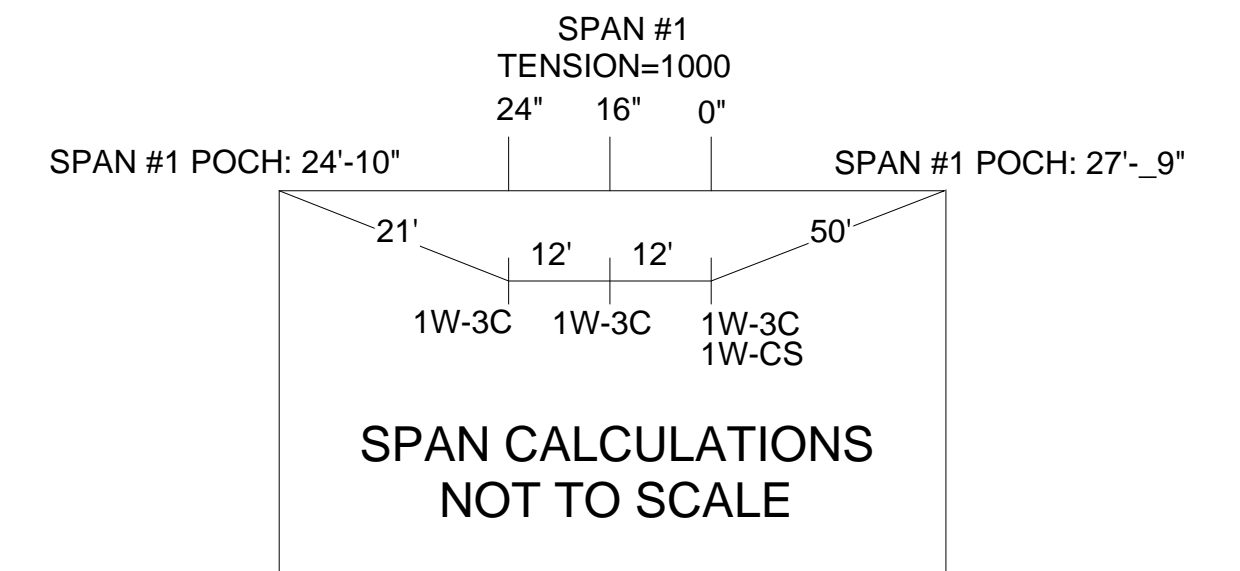 SPAN #1
TENSION=1000
24" 16" 0"
SPAN #1 POCH: 24'-10"
SPAN #1 POCH: 27'-_9"
21'
50'
12' 12'
1W-3C 1W-3C 1W-3C
1W-CS
SPAN CALCULATIONS
NOT TO SCALE